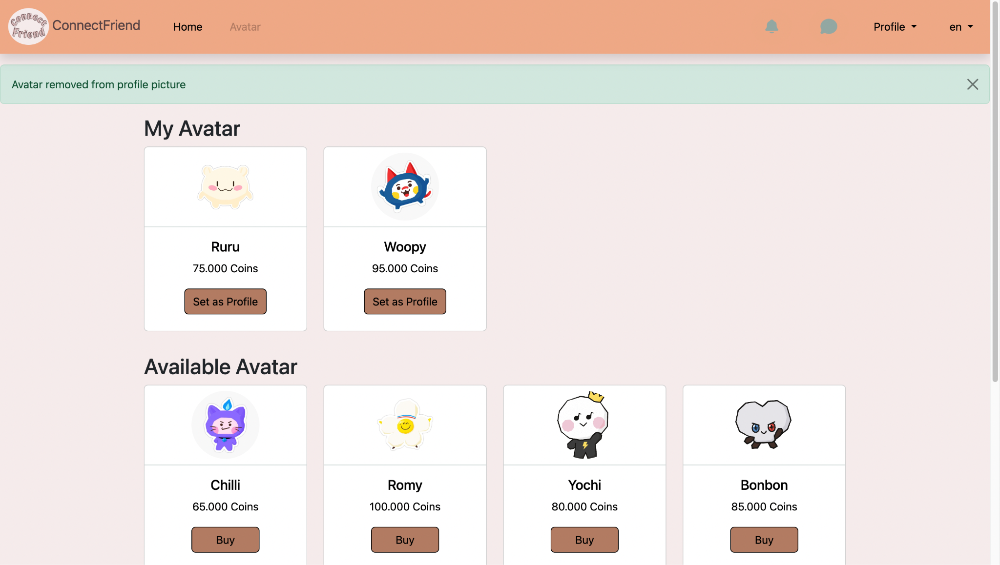 Connect
Friend
ConnectFriend
Home
Avatar
Profile
en
Avatar removed from profile picture
My Avatar
Ruru
75.000 Coins
Set as Profile
Woopy
95.000 Coins
Set as Profile
Available Avatar
Chilli
65.000 Coins
Buy
Romy
100.000 Coins
Buy
Yochi
80.000 Coins
Buy
Bonbon
85.000 Coins
Buy